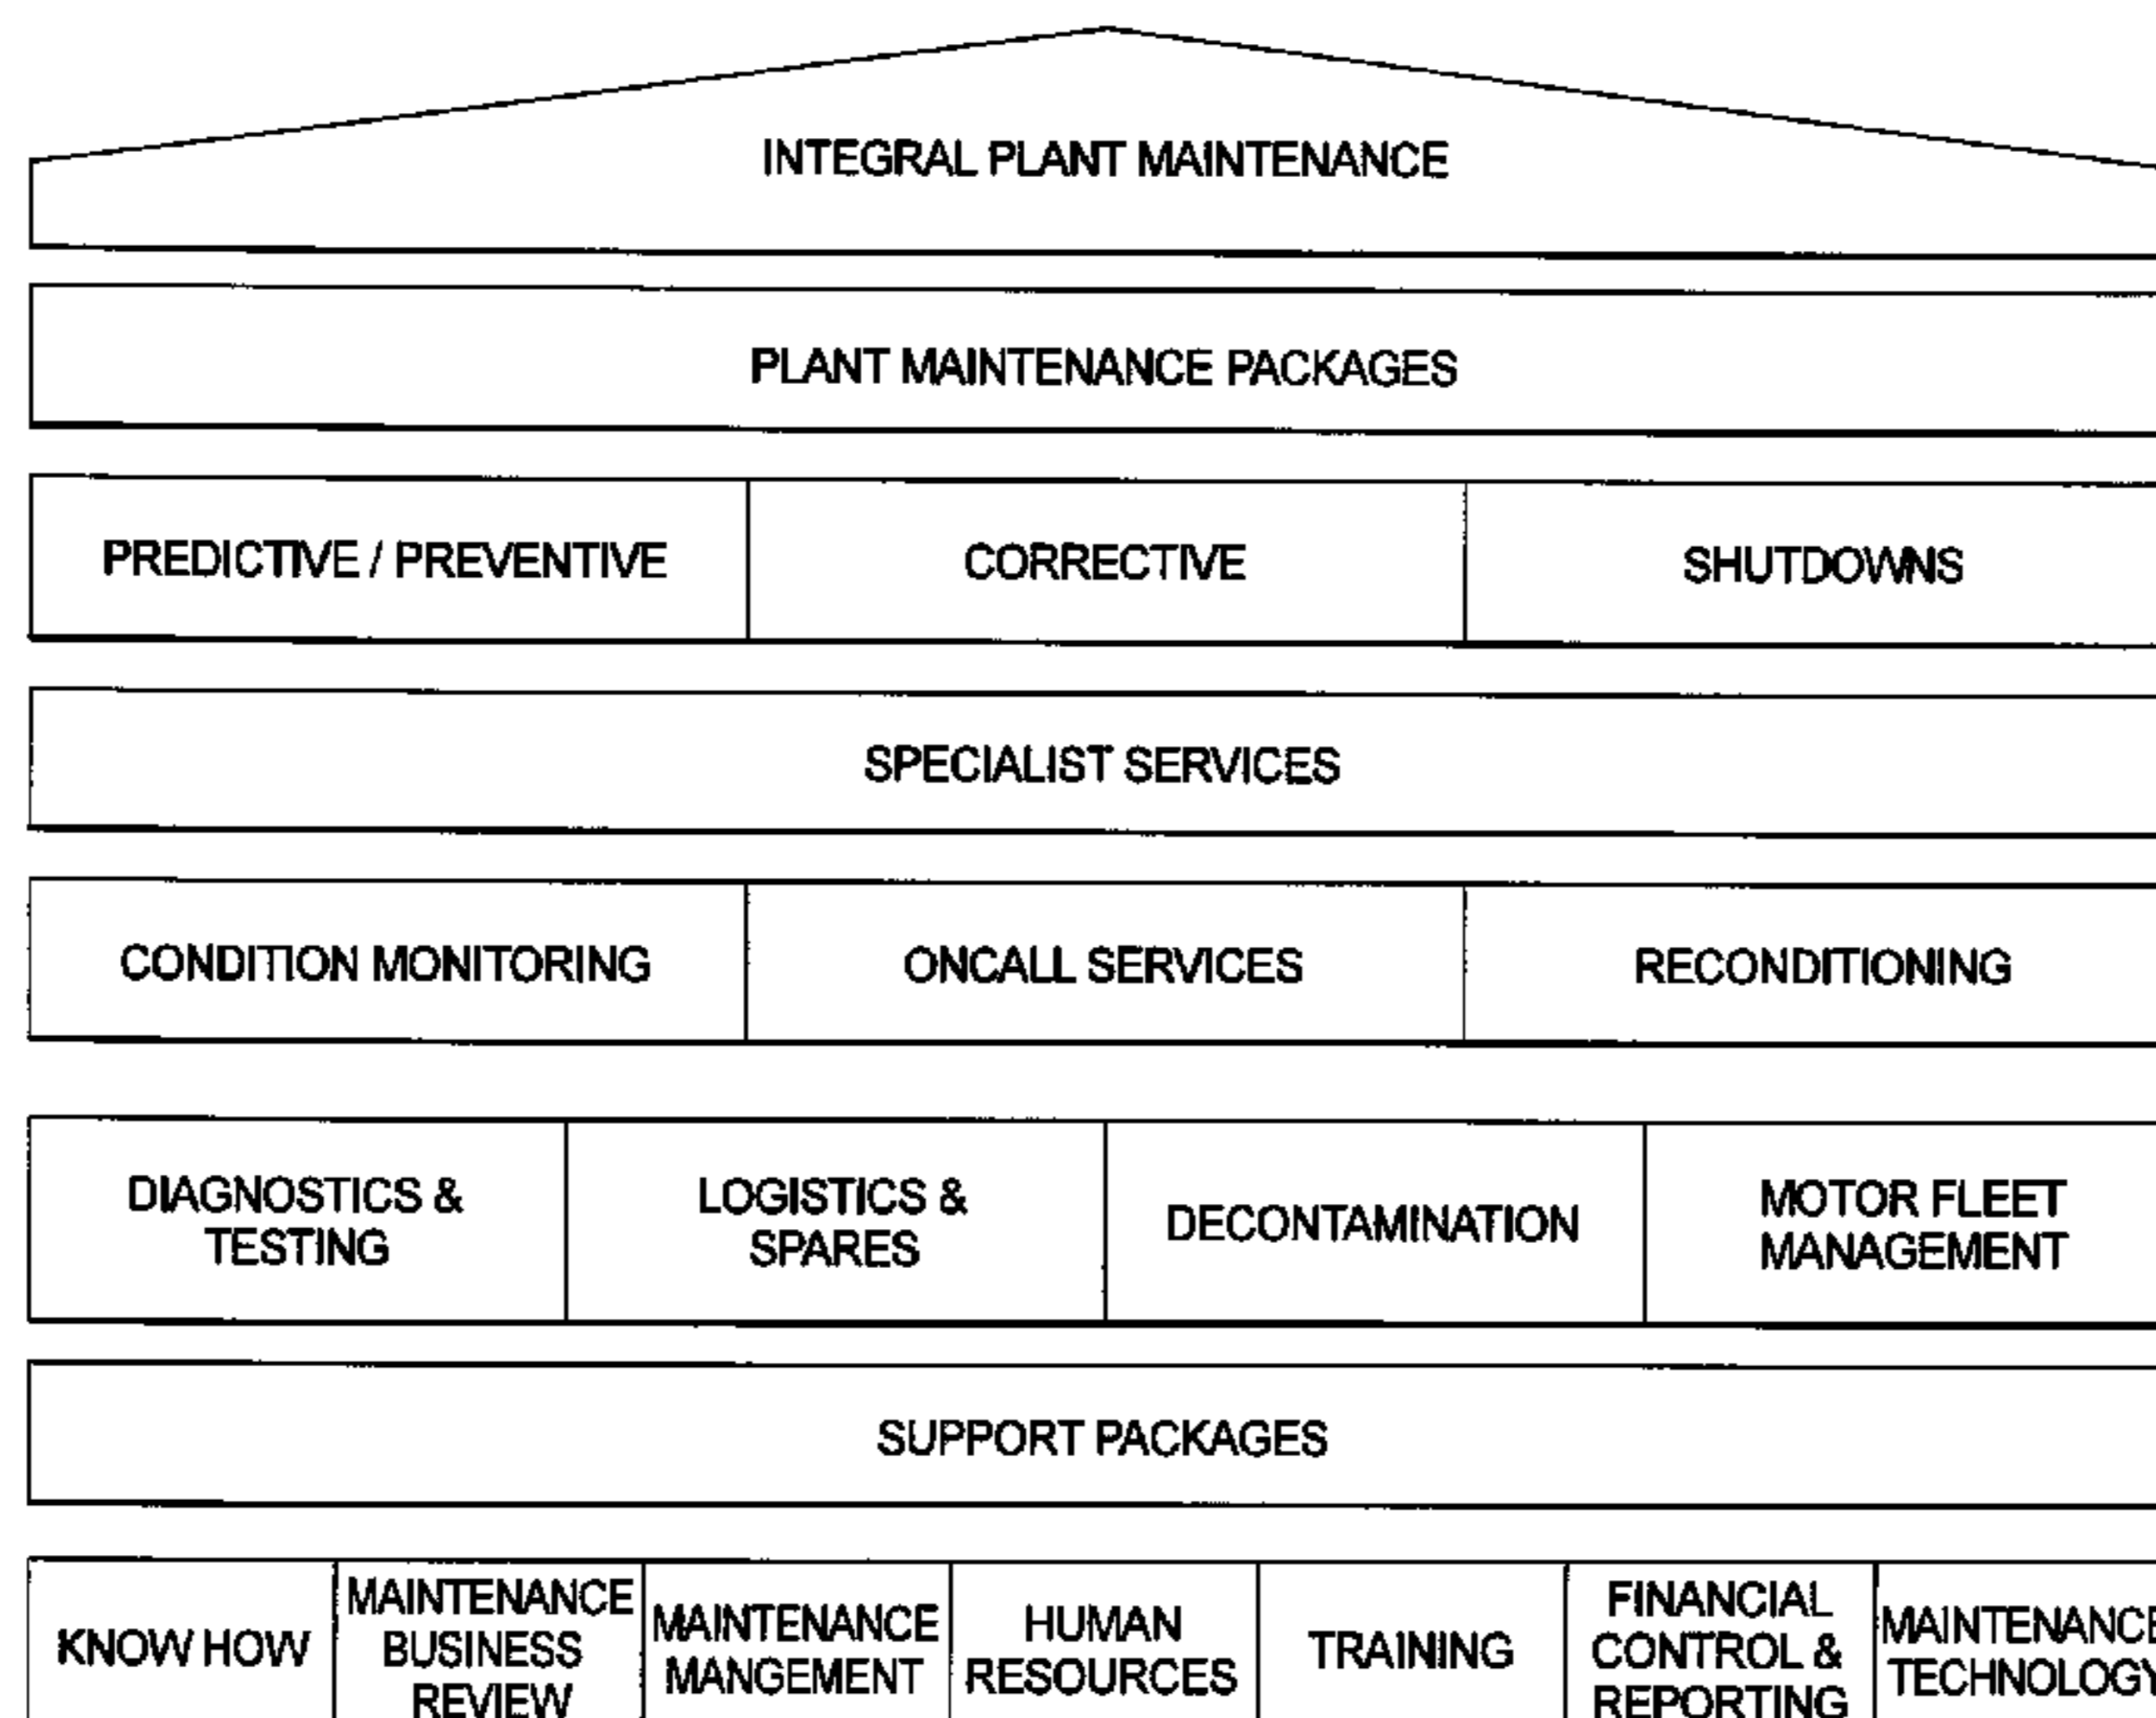 INTEGRAL PLANT MAINTENANCE
PLANT MAINTENANCE PACKAGES
PREDICTIVE / PREVENTIVE
CORRECTIVE
SHUTDOWNS
SPECIALIST SERVICES
CONDITION MONITORING
ONCALL SERVICES
RECONDITIONING
DIAGNOSTICS &
TESTING
LOGISTICS &
SPARES
DECONTAMINATION
MOTOR FLEET
MANAGEMENT
SUPPORT PACKAGES
KNOW HOW
MAINTENANCE
BUSINESS
REVIEW
MAINTENANCE
MANGEMENT
HUMAN
RESOURCES
TRAINING
FINANCIAL
CONTROL &
REPORTING
MAINTENANCE
TECHNOLOGY